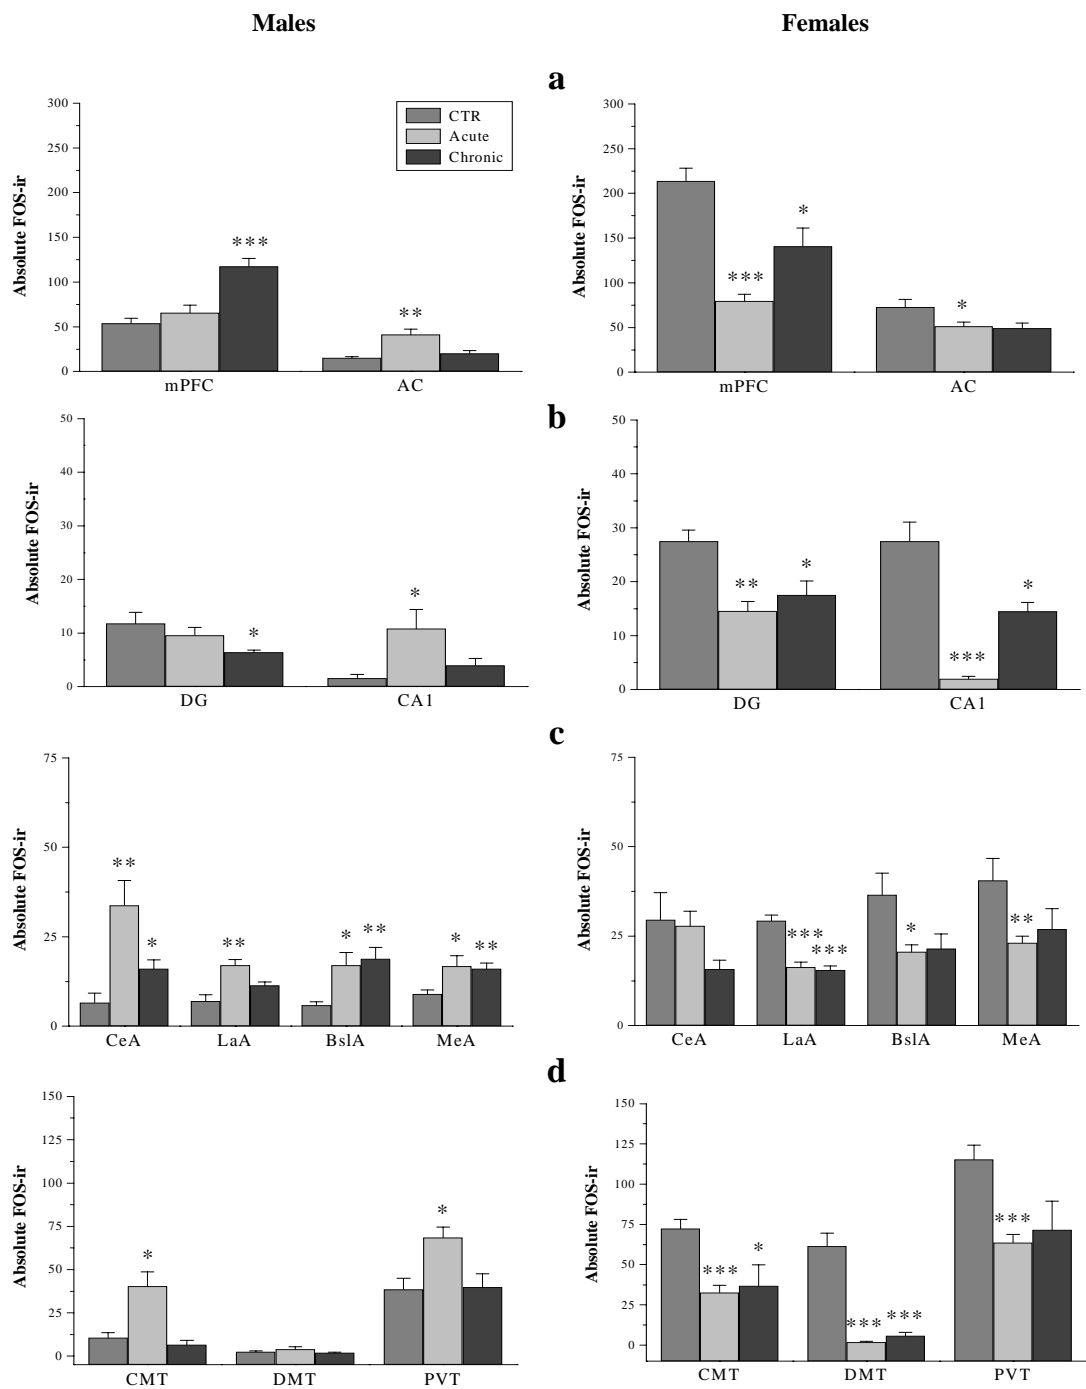 Males
Females
a
Absolute FOS-ir
300
250
200
150
100
50
0
CTR
Acute
Chronic
***
**
mPFC
AC
Absolute FOS-ir
300
250
200
150
100
50
0
***
*
*
mPFC
AC
b
Absolute FOS-ir
50
40
30
20
10
0
*
*
DG
CA1
Absolute FOS-ir
50
40
30
20
10
0
**
*
***
*
DG
CA1
c
Absolute FOS-ir
75
50
25
0
**
*
**
*
**
*
**
CeA
LaA
BslA
MeA
Absolute FOS-ir
75
50
25
0
***
***
*
**
CeA
LaA
BslA
MeA
d
Absolute FOS-ir
150
125
100
75
50
25
0
*
*
CMT
DMT
PVT
Absolute FOS-ir
150
125
100
75
50
25
0
***
*
***
***
***
CMT
DMT
PVT